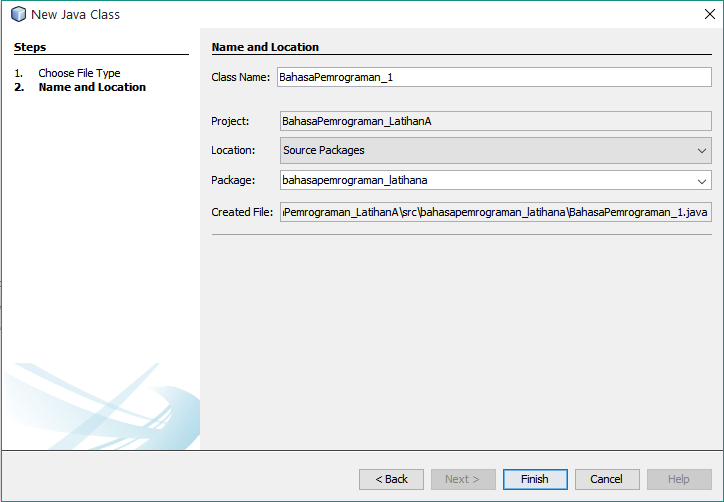 New Java Class
Steps
1. Choose File Type
2. Name and Location
Name and Location
Class Name: BahasaPemrograman_1
Project: BahasaPemrograman_LatihanA
Location: Source Packages
Package: bahasapemrograman_latihana
Created File: Pemrograman_LatihanA\src\bahasapemrograman_latihana\BahasaPemrograman_1.java
< Back
Next >
Finish
Cancel
Help